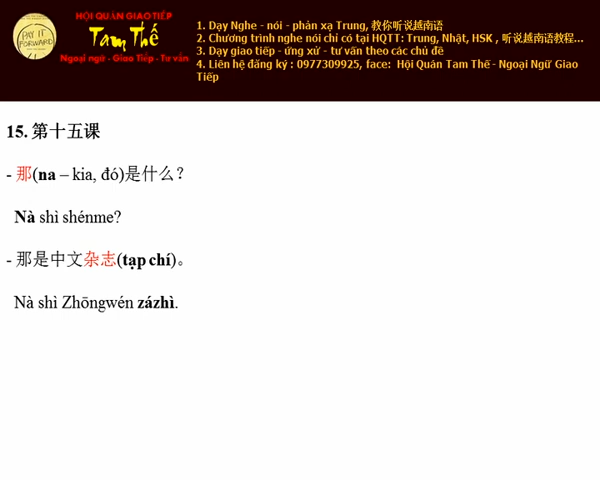 PAY IT
FORWARD
HỘI QUÁN GIAO TIẾP
Tam Thế
Ngoại ngữ - Giao Tiếp - Tư vấn
1. Dạy Nghe - nói - phản xạ Trung, 教你听说越南语
2. Chương trình nghe nói chỉ có tại HQTT: Trung, Nhật, HSK , 听说越南语教程...
3. Dạy giao tiếp - ứng xử - tư vấn theo các chủ đề
4. Liên hệ đăng ký : 0977309925, face: Hội Quán Tam Thế - Ngoại Ngữ Giao
Tiếp
15. 第十五课
- 那(na – kia, đó)是什么？
Nà shì shénme?
- 那是中文杂志(tạp chí)。
Nà shì Zhōngwén zázhì.